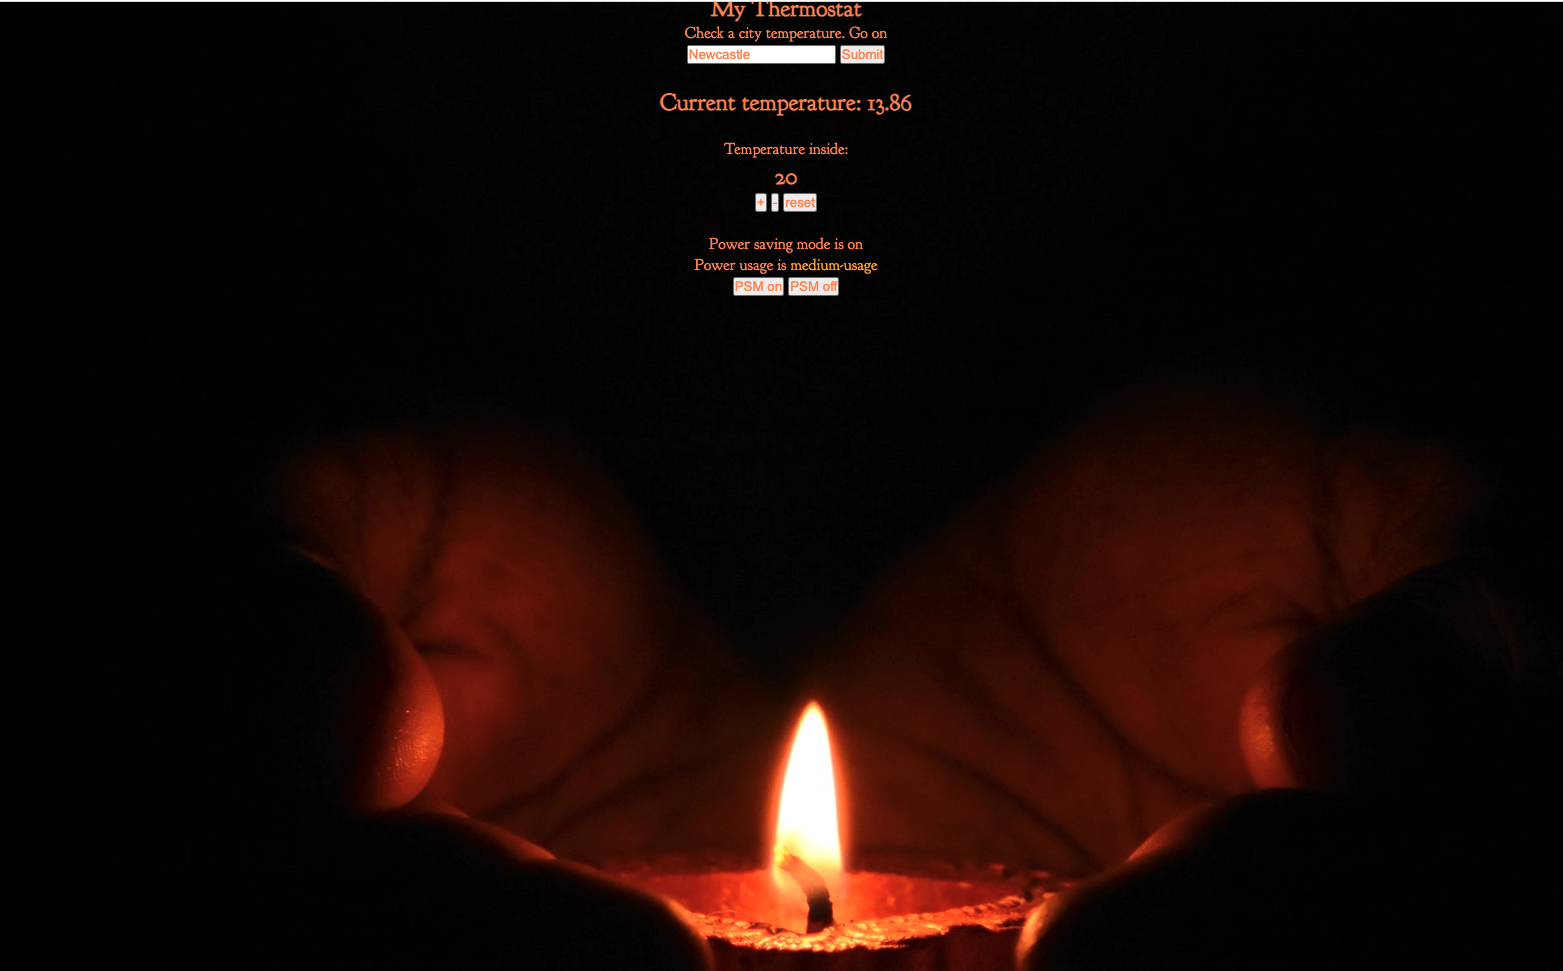 My Thermostat
Check a city temperature. Go on
Newcastle Submit
Current temperature: 13.86
Temperature inside:
20
+ - reset
Power saving mode is on
Power usage is medium-usage
PSM on PSM off